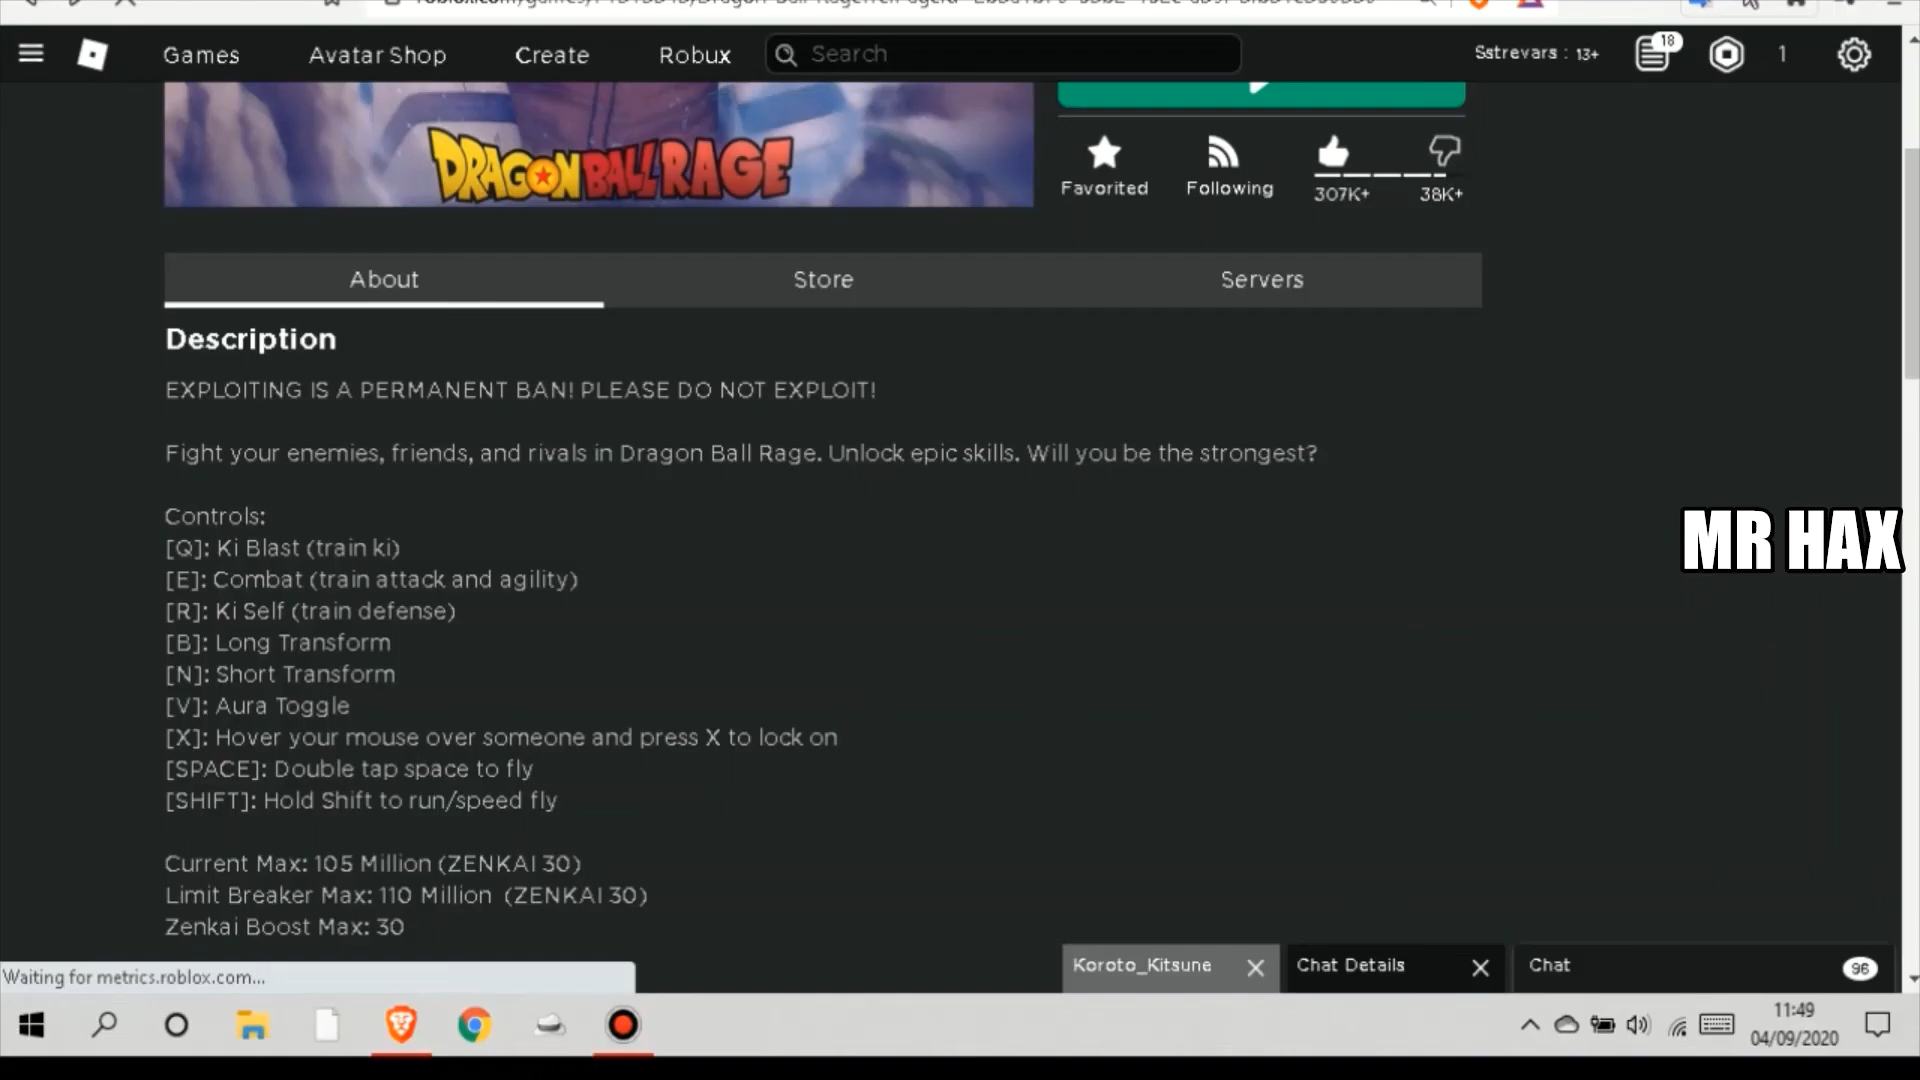 Games
Avatar Shop
Create
Robux
Search
Sstrevars : 13+
18
1
DRAGON BALL RAGE
Favorited
Following
307K+
38K+
About
Store
Servers
Description
EXPLOITING IS A PERMANENT BAN! PLEASE DO NOT EXPLOIT!
Fight your enemies, friends, and rivals in Dragon Ball Rage. Unlock epic skills. Will you be the strongest?
Controls:
[Q]: Ki Blast (train ki)
[E]: Combat (train attack and agility)
[R]: Ki Self (train defense)
[B]: Long Transform
[N]: Short Transform
[V]: Aura Toggle
[X]: Hover your mouse over someone and press X to lock on
[SPACE]: Double tap space to fly
[SHIFT]: Hold Shift to run/speed fly
MR HAX
Current Max: 105 Million (ZENKAI 30)
Limit Breaker Max: 110 Million (ZENKAI 30)
Zenkai Boost Max: 30
Waiting for metrics.roblox.com...
Koroto_Kitsune
Chat Details
Chat
96
11:49
04/09/2020